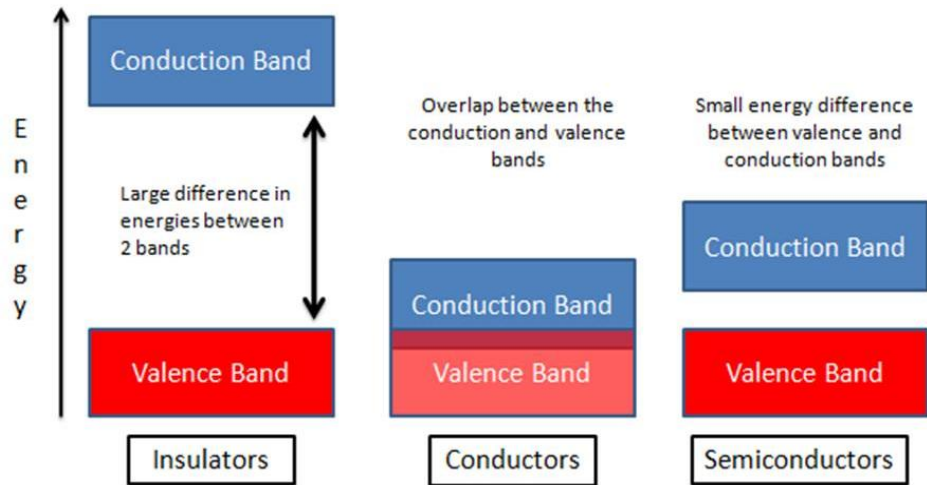 Energy
Conduction Band
Large difference in
energies between
2 bands
Valence Band
Insulators
Overlap between the
conduction and valence
bands
Conduction Band
Valence Band
Conductors
Small energy difference
between valence and
conduction bands
Conduction Band
Valence Band
Semiconductors